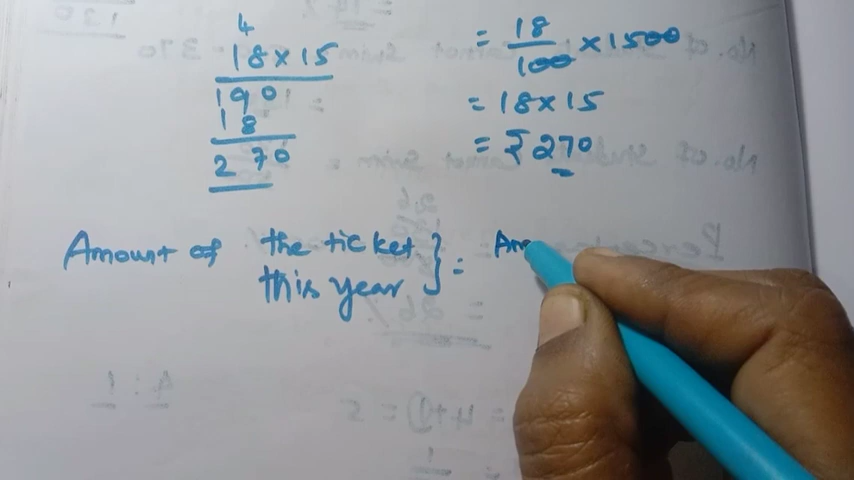 4
18 × 15
190
18
270
= 18/100 × 1500
= 18 × 15
= ₹ 270
Amount of the ticket
this year } =